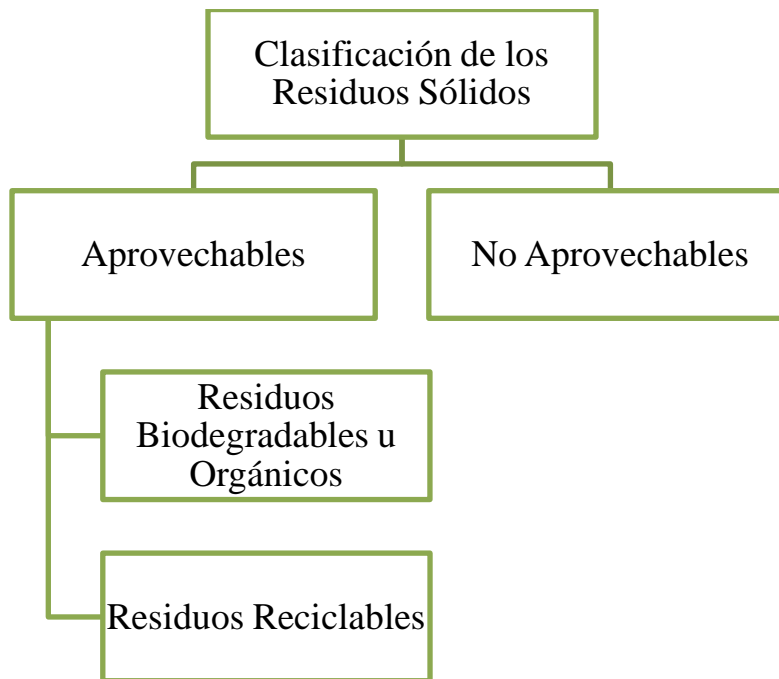 Clasificación de los
Residuos Sólidos
Aprovechables
No Aprovechables
Residuos
Biodegradables u
Orgánicos
Residuos Reciclables